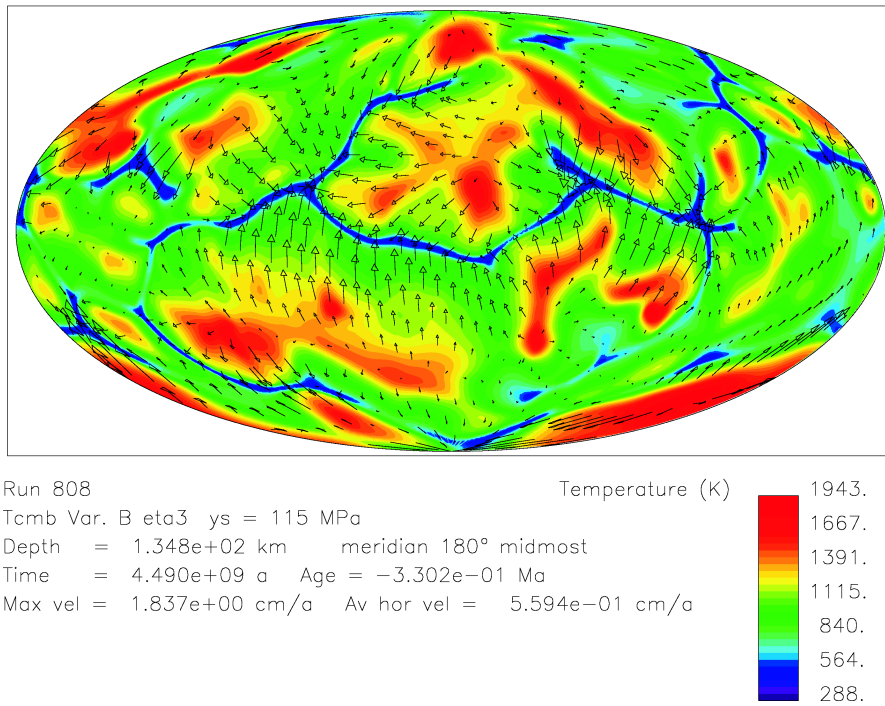 Run 808
Temperature (K)
Tcmb Var. B eta3 ys = 115 MPa
Depth = 1.348e+02 km meridian 180° midmost
Time = 4.490e+09 a Age = −3.302e−01 Ma
Max vel = 1.837e+00 cm/a Av hor vel = 5.594e−01 cm/a
1943.
1667.
1391.
1115.
840.
564.
288.